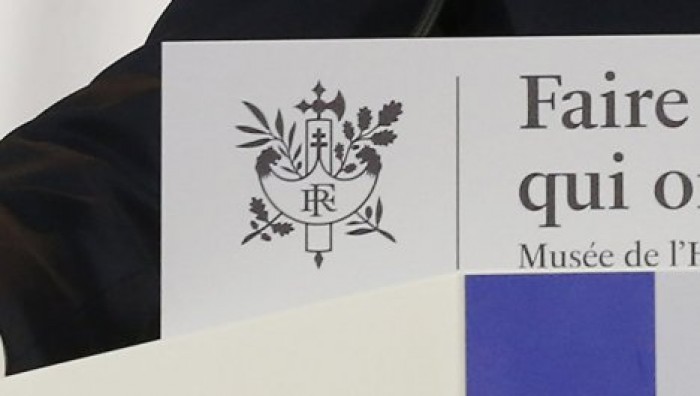 RF
Faire
qui
Musée de l'H